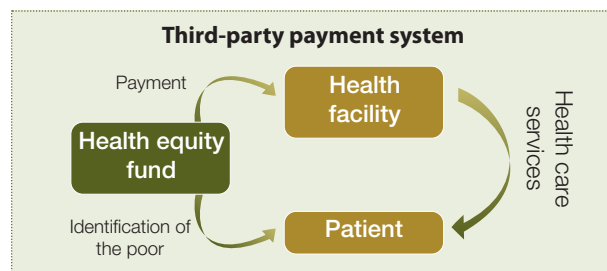 Third-party payment system
Payment
Health
facility
Health equity
fund
Health care
services
Identification of
the poor
Patient